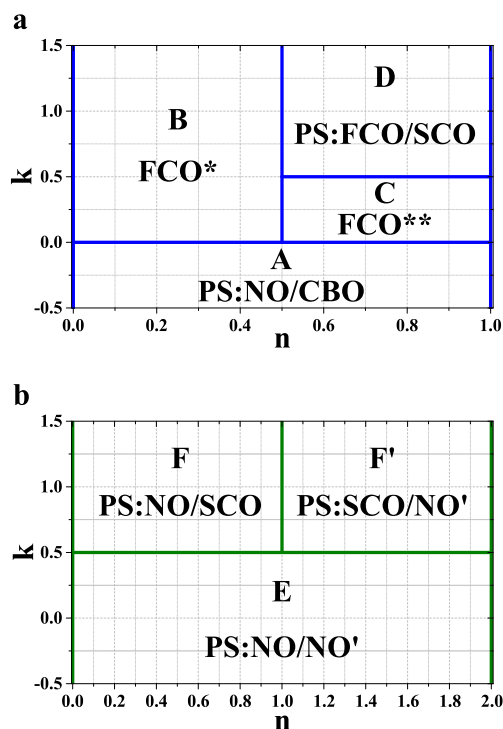 a
1.5
B
D
1.0
FCO*
PS:FCO/SCO
k
0.5
C
FCO**
0.0
A
PS:NO/CBO
-0.5
0.0 0.2 0.4 0.6 0.8 1.0
n
b
1.5
F F'
1.0
PS:NO/SCO PS:SCO/NO'
k
0.5
E
0.0
PS:NO/NO'
-0.5
0.0 0.2 0.4 0.6 0.8 1.0 1.2 1.4 1.6 1.8 2.0
n